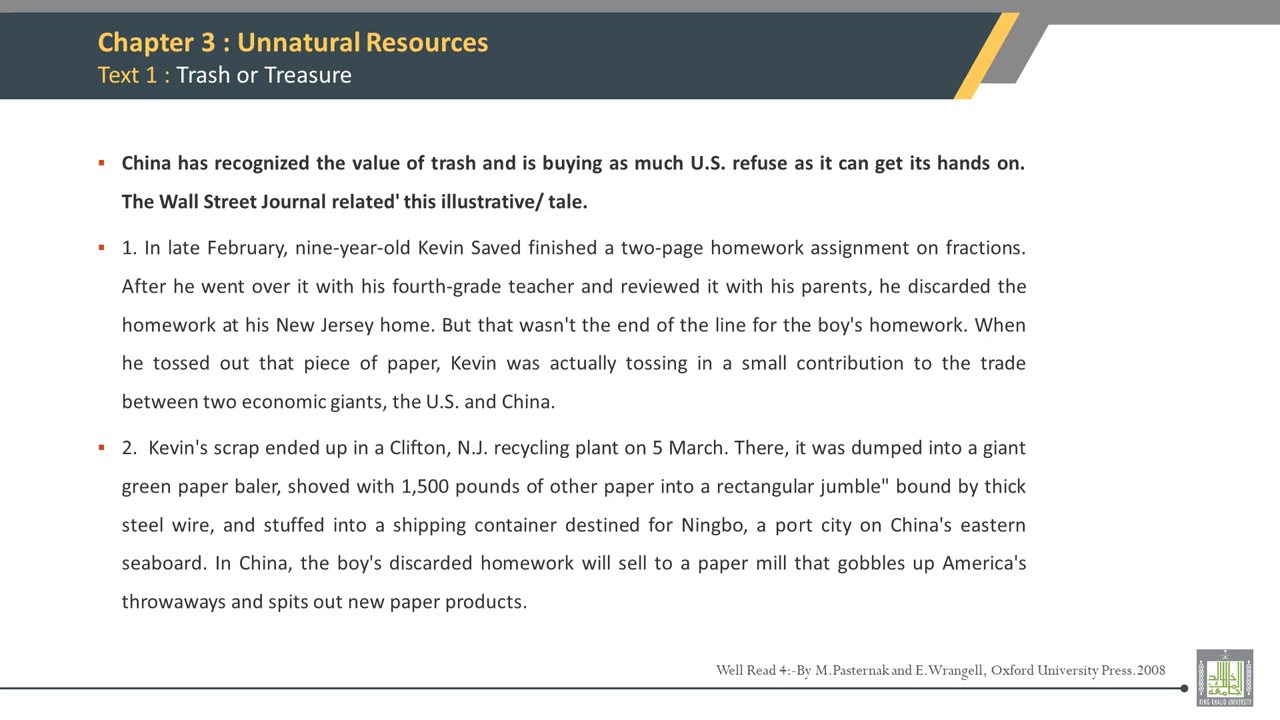 Chapter 3 : Unnatural Resources
Text 1 : Trash or Treasure
▪ China has recognized the value of trash and is buying as much U.S. refuse as it can get its hands on.
The Wall Street Journal related' this illustrative/ tale.
▪ 1. In late February, nine-year-old Kevin Saved finished a two-page homework assignment on fractions.
After he went over it with his fourth-grade teacher and reviewed it with his parents, he discarded the
homework at his New Jersey home. But that wasn't the end of the line for the boy's homework. When
he tossed out that piece of paper, Kevin was actually tossing in a small contribution to the trade
between two economic giants, the U.S. and China.
▪ 2. Kevin's scrap ended up in a Clifton, N.J. recycling plant on 5 March. There, it was dumped into a giant
green paper baler, shoved with 1,500 pounds of other paper into a rectangular jumble" bound by thick
steel wire, and stuffed into a shipping container destined for Ningbo, a port city on China's eastern
seaboard. In China, the boy's discarded homework will sell to a paper mill that gobbles up America's
throwaways and spits out new paper products.
Well Read 4:-By M.Pasternak and E.Wrangell, Oxford University Press.2008
KING KHALID UNIVERSITY